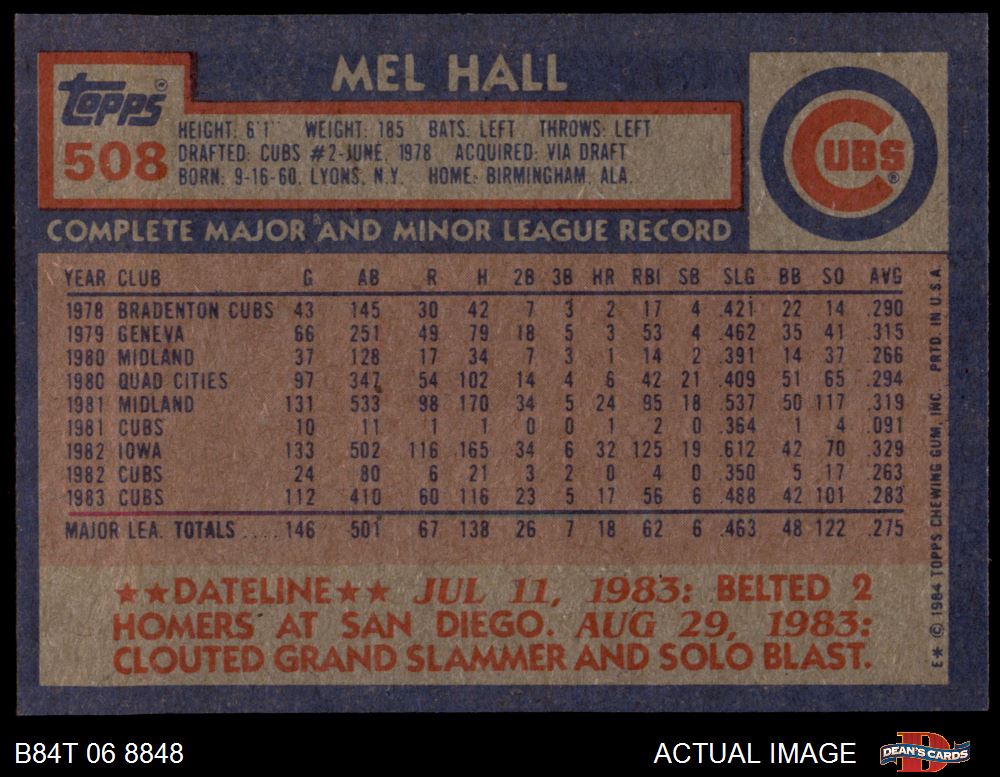 MEL HALL
topps®
508
HEIGHT: 6'1" WEIGHT: 185 BATS: LEFT THROWS: LEFT
DRAFTED: CUBS #2-JUNE, 1978 ACQUIRED: VIA DRAFT
BORN: 9-16-60, LYONS, N.Y. HOME: BIRMINGHAM, ALA.
CUBS®
COMPLETE MAJOR AND MINOR LEAGUE RECORD
YEAR CLUB G AB R H 2B 3B HR RBI SB SLG BB SO AVG
1978 BRADENTON CUBS 43 145 30 42 7 3 2 17 4 .421 22 14 .290
1979 GENEVA 66 251 49 79 18 5 3 53 4 .462 35 41 .315
1980 MIDLAND 37 128 17 34 7 3 1 14 2 .391 14 37 .266
1980 QUAD CITIES 97 347 54 102 14 4 6 42 21 .409 51 65 .294
1981 MIDLAND 131 533 98 170 34 5 24 95 18 .537 50 117 .319
1981 CUBS 10 11 1 1 0 0 1 2 0 .364 1 4 .091
1982 IOWA 133 502 116 165 34 6 32 125 19 .612 42 70 .329
1982 CUBS 24 80 6 21 3 2 0 4 0 .350 5 17 .263
1983 CUBS 112 410 60 116 23 5 17 56 6 .488 42 101 .283
MAJOR LEA. TOTALS .... 146 501 67 138 26 7 18 62 6 .463 48 122 .275
★★DATELINE★★ JUL 11, 1983: BELTED 2
HOMERS AT SAN DIEGO. AUG 29, 1983:
CLOUTED GRAND SLAMMER AND SOLO BLAST.
E✶ © 1984 TOPPS CHEWING GUM, INC. PRTD. IN U.S.A.
B84T 06 8848
ACTUAL IMAGE
DEAN'S CARDS